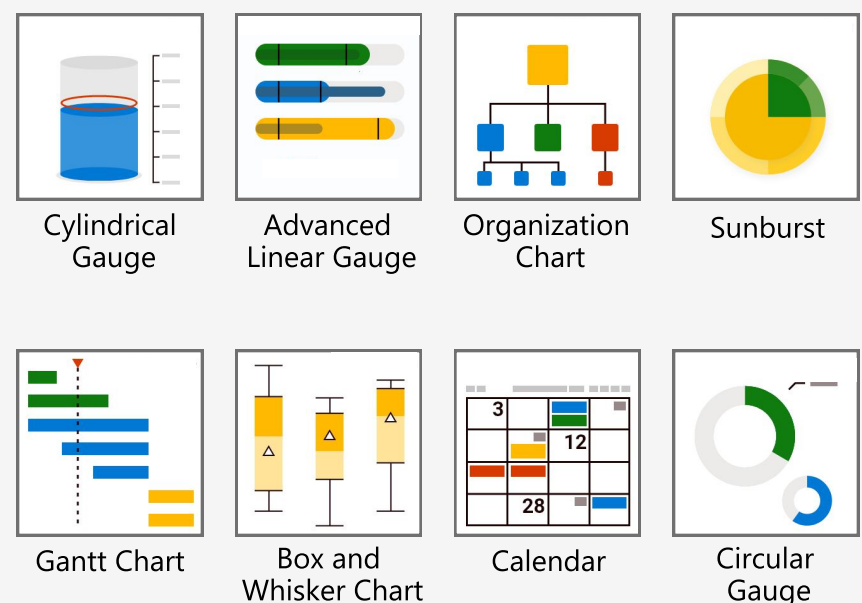 Cylindrical
Gauge
Advanced
Linear Gauge
Organization
Chart
Sunburst
Gantt Chart
Box and
Whisker Chart
3
12
28
Calendar
Circular
Gauge